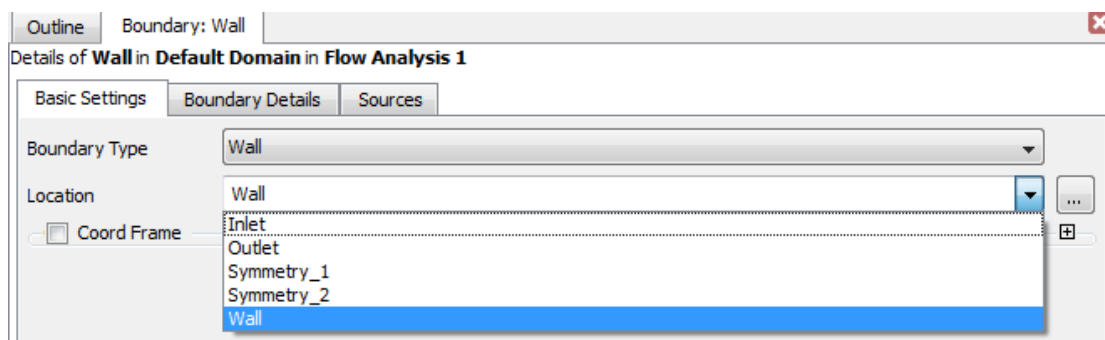 Outline Boundary: Wall
Details of Wall in Default Domain in Flow Analysis 1
Basic Settings Boundary Details Sources
Boundary Type Wall
Location Wall ...
Coord Frame
Inlet
Outlet
Symmetry_1
Symmetry_2
Wall